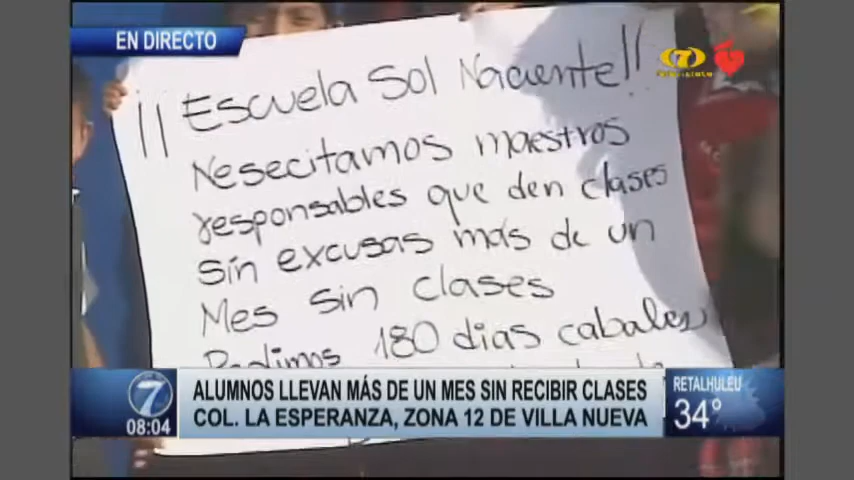 EN DIRECTO
7
¡¡Escuela Sol Naciente!!
Nesecitamos maestros
responsables que den clases
sin excusas más de un
Mes sin clases
Pedimos 180 dias cabales
ALUMNOS LLEVAN MÁS DE UN MES SIN RECIBIR CLASES
COL. LA ESPERANZA, ZONA 12 DE VILLA NUEVA
7
08:04
RETALHULEU
34°